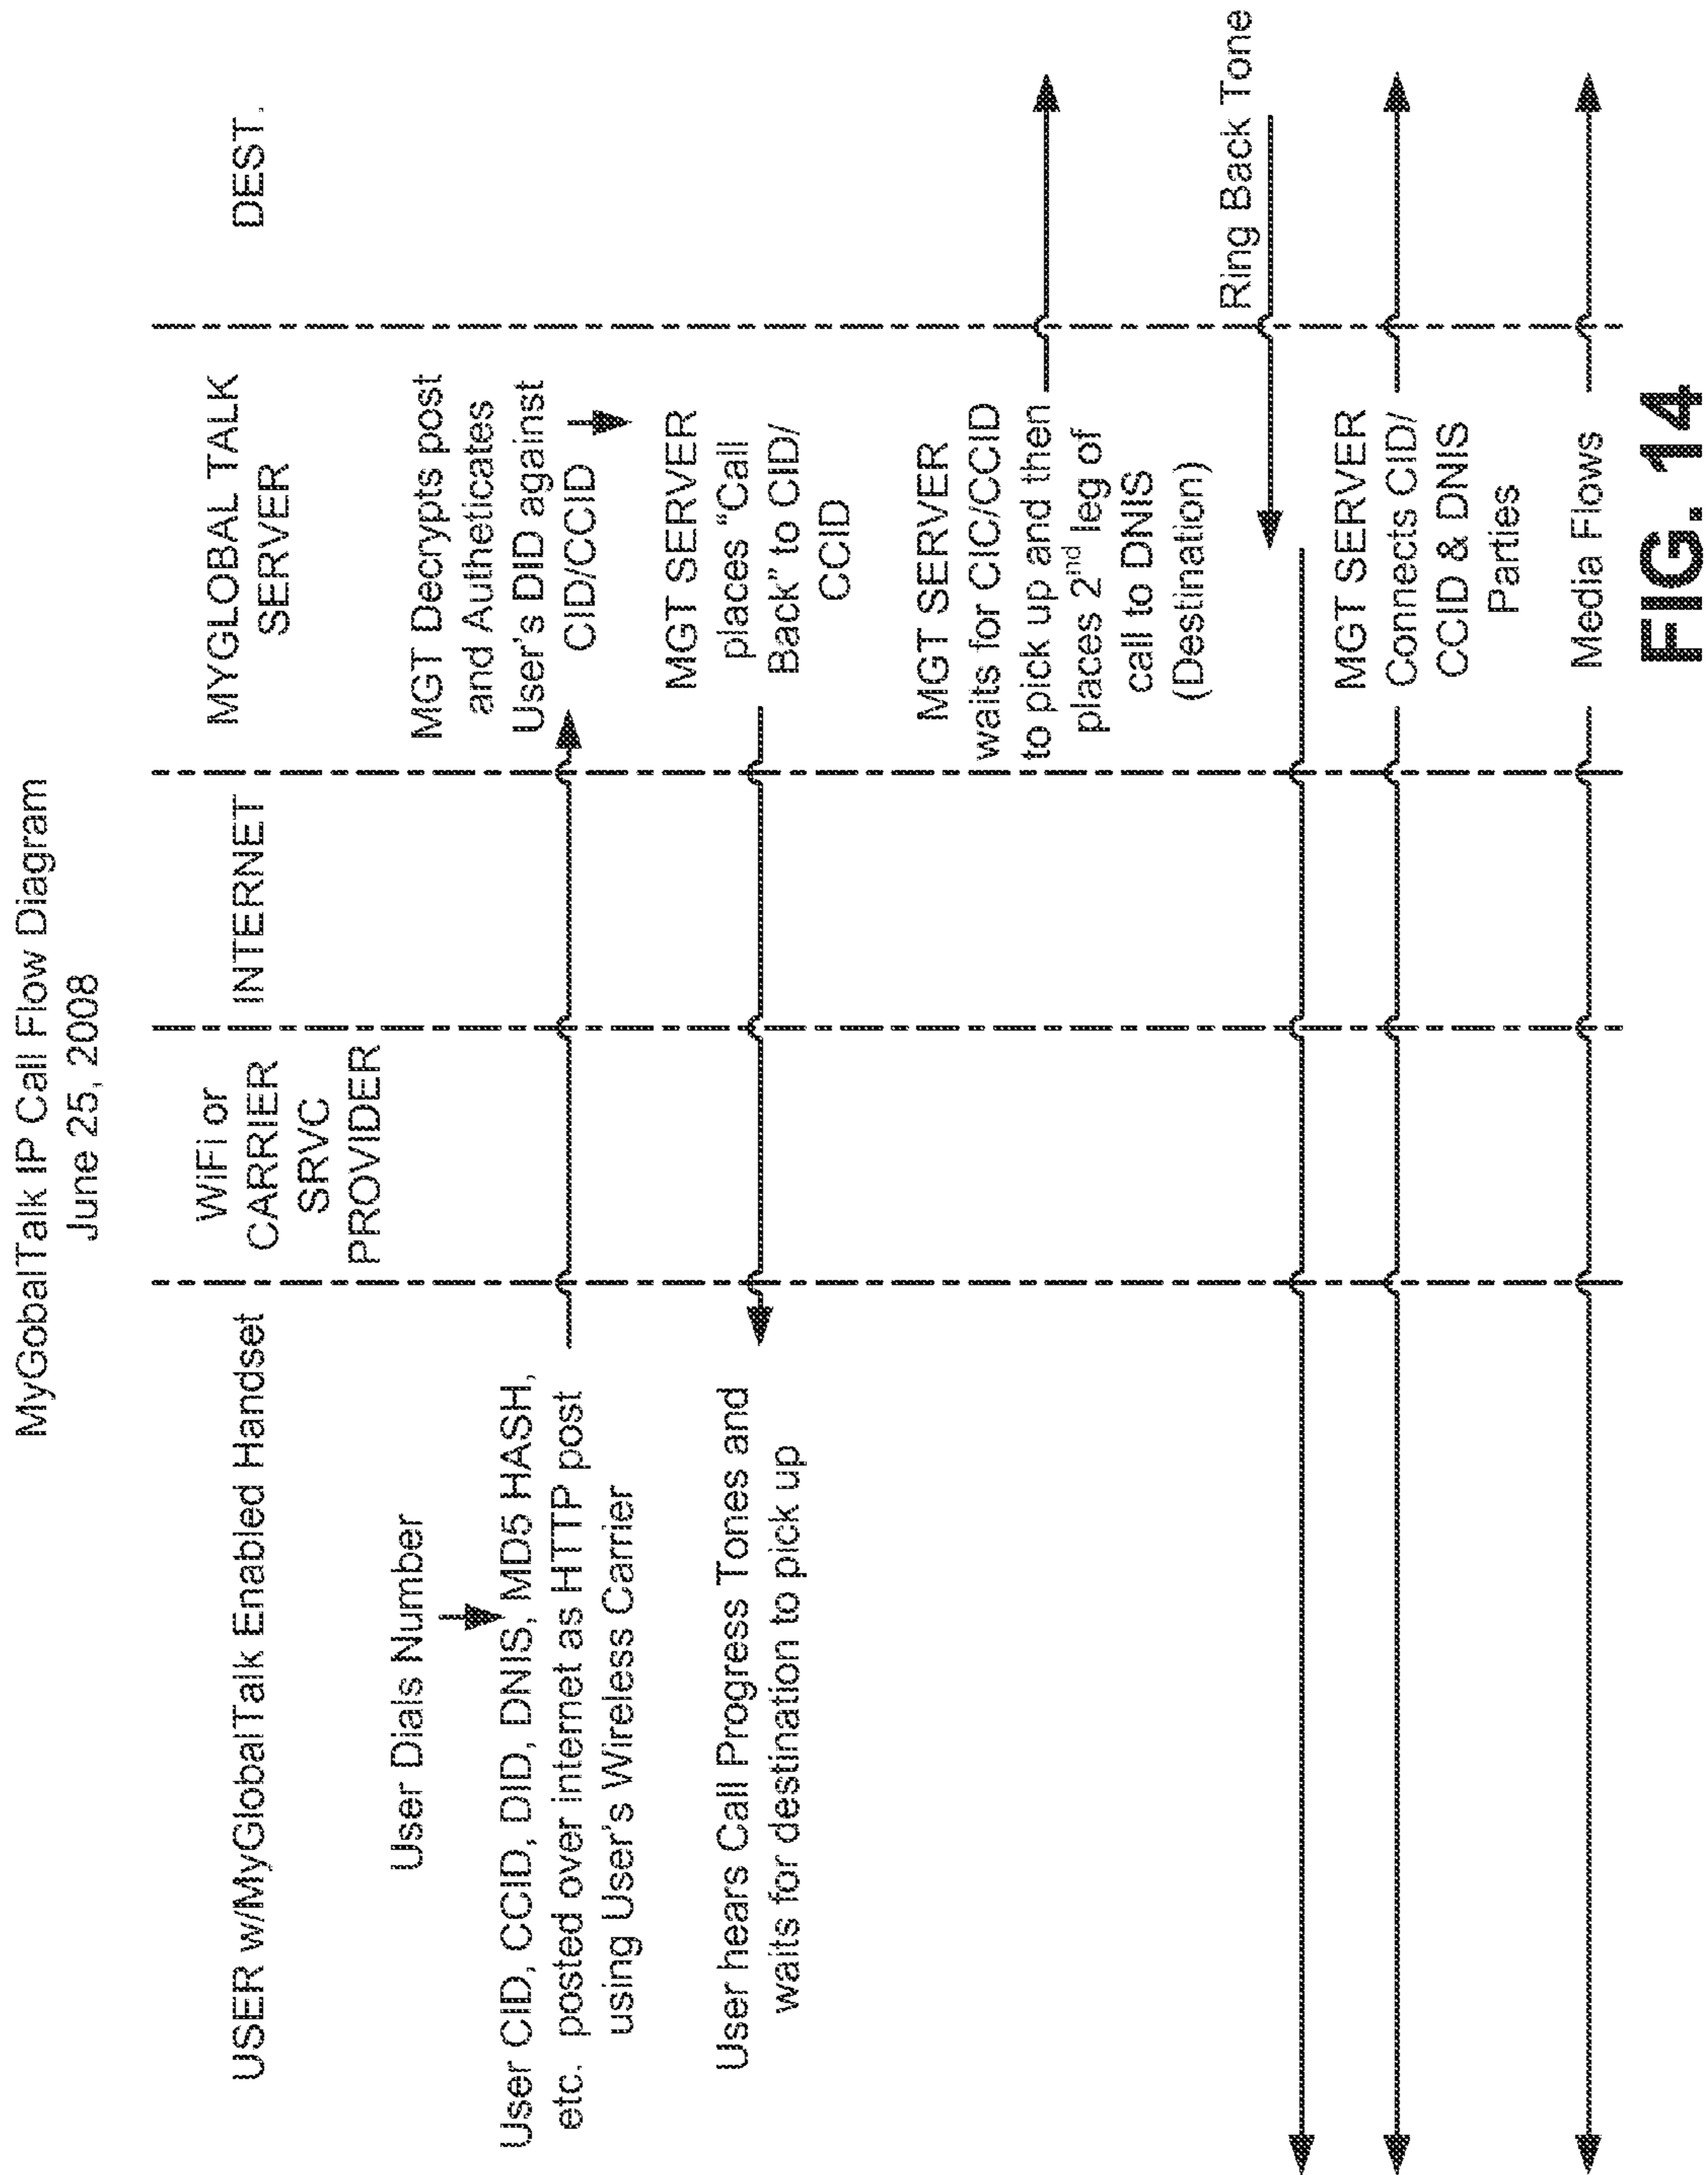 MyGobalTalk IP Call Flow Diagram
June 25, 2008
USER w/MyGlobalTalk Enabled Handset
WiFi or
CARRIER
SRVC
PROVIDER
INTERNET
MYGLOBAL TALK
SERVER
DEST.
User Dials Number
User CID, CCID, DID, DNIS, MD5 HASH,
etc. posted over internet as HTTP post
using User's Wireless Carrier
MGT Decrypts post
and Autheticates
User's DID against
CID/CCID
MGT SERVER
places “Call
Back” to CID/
CCID
User hears Call Progress Tones and
waits for destination to pick up
MGT SERVER
waits for CIC/CCID
to pick up and then
places 2nd leg of
call to DNIS
(Destination)
Ring Back Tone
MGT SERVER
Connects CID/
CCID & DNIS
Parties
Media Flows
FIG. 14